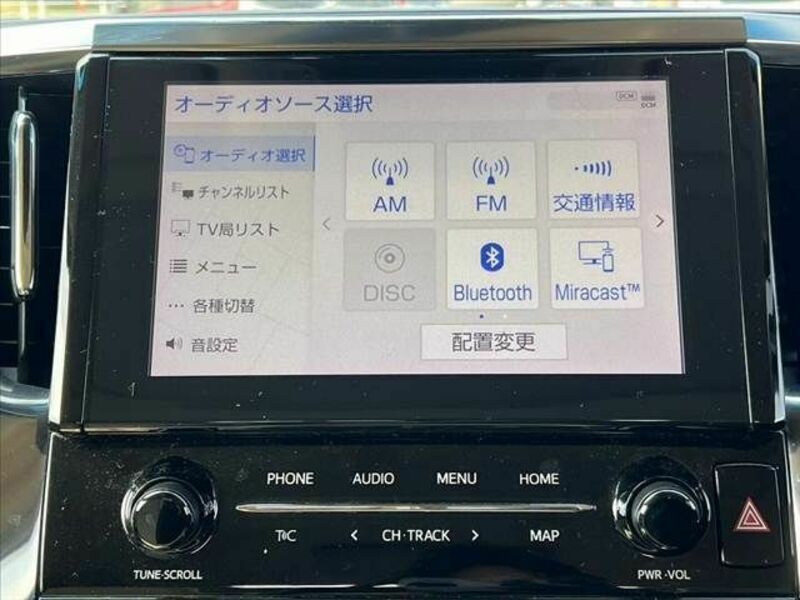 オーディオソース選択
DCM
DCM
オーディオ選択
チャンネルリスト
TV局リスト
メニュー
各種切替
音設定
AM
FM
交通情報
DISC
Bluetooth
Miracast™
配置変更
PHONE AUDIO MENU HOME
TC < CH·TRACK > MAP
TUNE·SCROLL
PWR·VOL